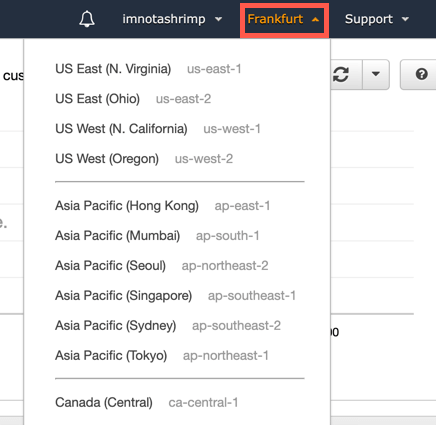 imnotashrimp Frankfurt Support
cus
US East (N. Virginia) us-east-1
US East (Ohio) us-east-2
US West (N. California) us-west-1
US West (Oregon) us-west-2
Asia Pacific (Hong Kong) ap-east-1
Asia Pacific (Mumbai) ap-south-1
e.
Asia Pacific (Seoul) ap-northeast-2
Asia Pacific (Singapore) ap-southeast-1
Asia Pacific (Sydney) ap-southeast-2
00
Asia Pacific (Tokyo) ap-northeast-1
Canada (Central) ca-central-1